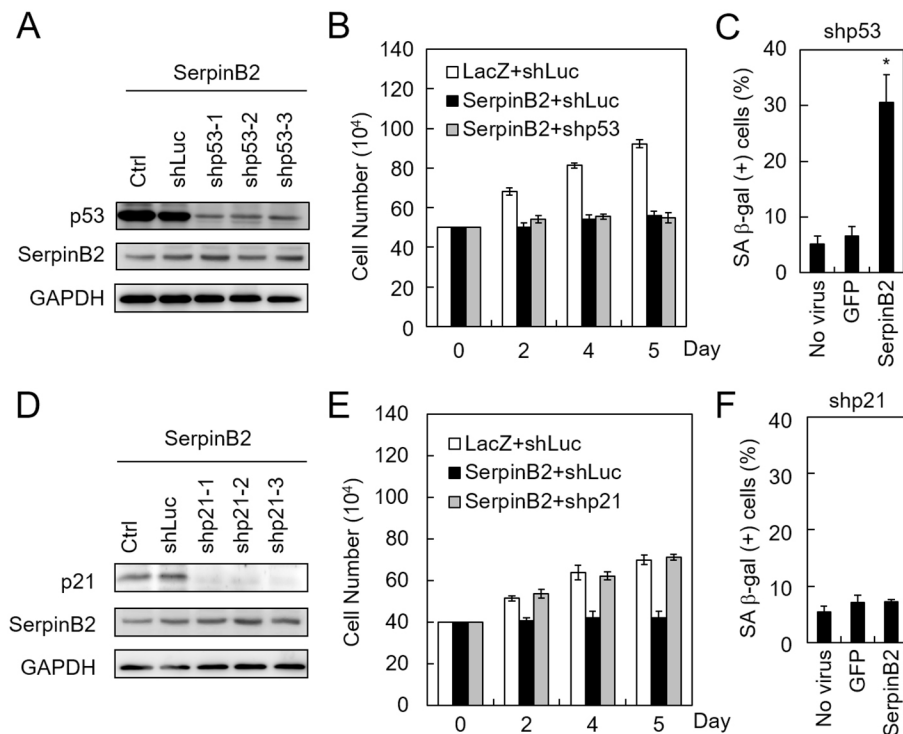 A
SerpinB2
Ctrl
shLuc
shp53-1
shp53-2
shp53-3
p53
SerpinB2
GAPDH
B
Cell Number (10⁴)
140
120
100
80
60
40
20
0
LacZ+shLuc
SerpinB2+shLuc
SerpinB2+shp53
0 2 4 5 Day
C
shp53
SA β-gal (+) cells (%)
40
30
20
10
0
*
No virus
GFP
SerpinB2
D
SerpinB2
Ctrl
shLuc
shp21-1
shp21-2
shp21-3
p21
SerpinB2
GAPDH
E
Cell Number (10⁴)
140
120
100
80
60
40
20
0
LacZ+shLuc
SerpinB2+shLuc
SerpinB2+shp21
0 2 4 5 Day
F
shp21
SA β-gal (+) cells (%)
40
30
20
10
0
No virus
GFP
SerpinB2